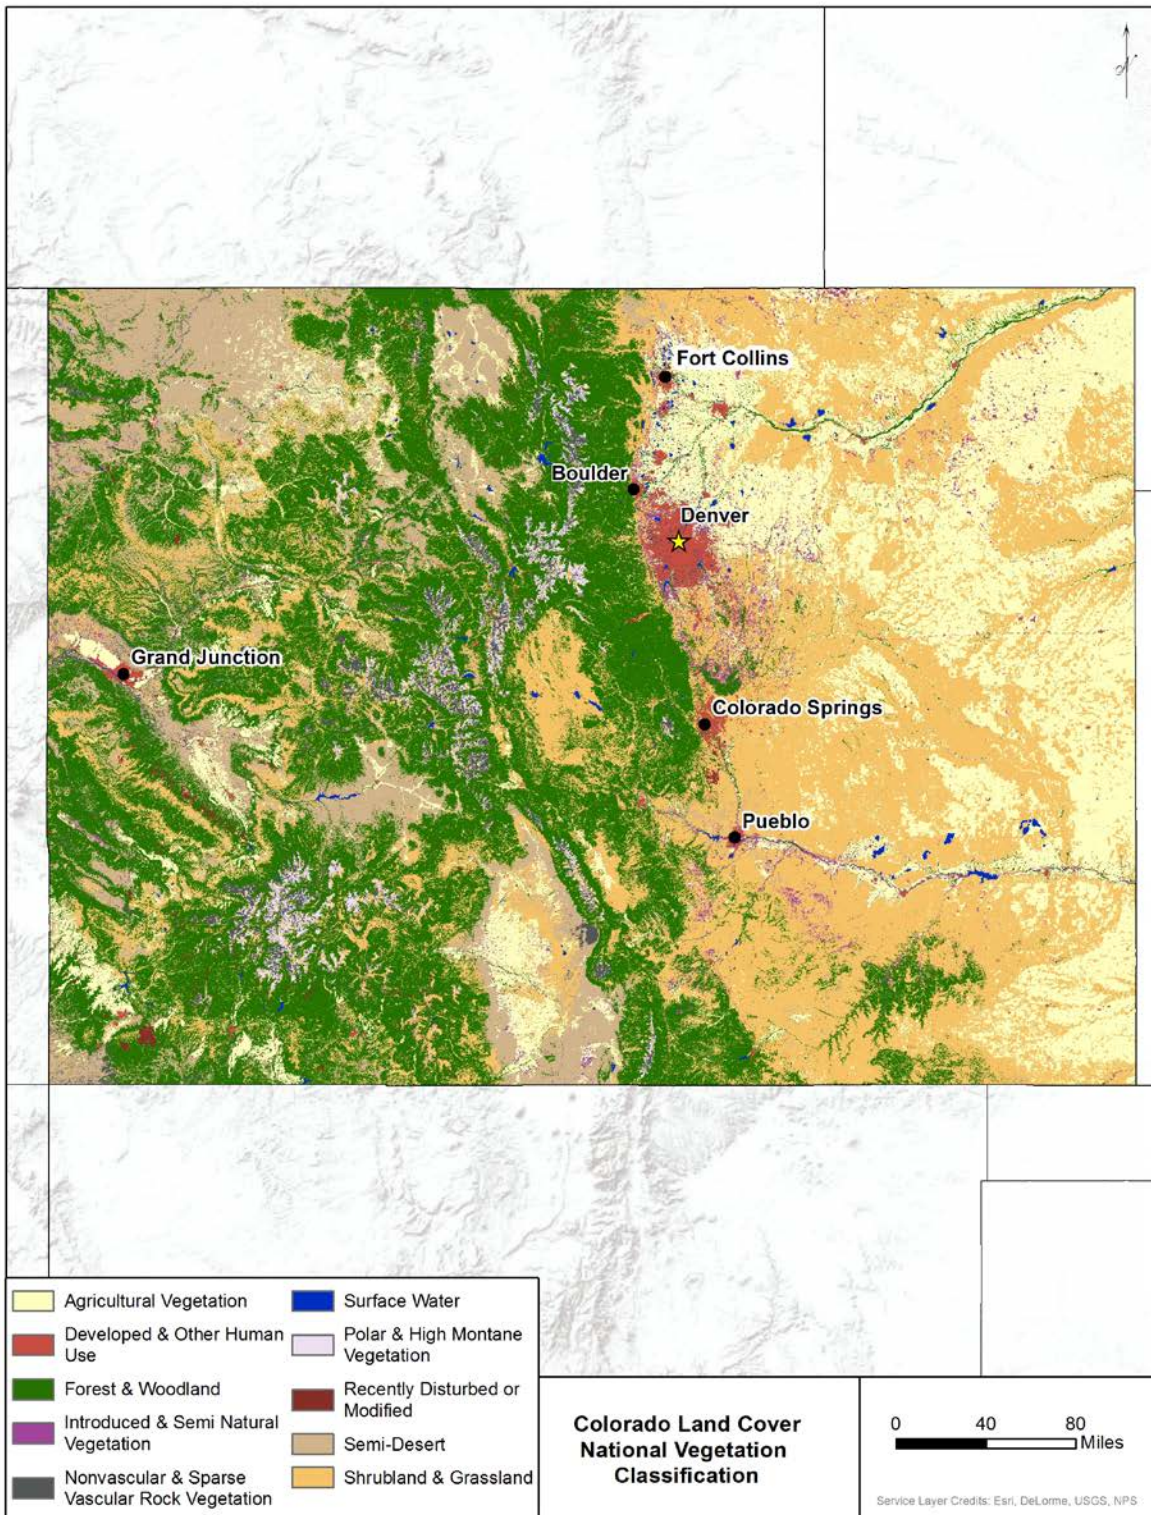 Fort Collins
Boulder
Denver
Grand Junction
Colorado Springs
Pueblo
Agricultural Vegetation
Developed & Other Human
Use
Forest & Woodland
Introduced & Semi Natural
Vegetation
Nonvascular & Sparse
Vascular Rock Vegetation
Surface Water
Polar & High Montane
Vegetation
Recently Disturbed or
Modified
Semi-Desert
Shrubland & Grassland
Colorado Land Cover
National Vegetation
Classification
0 40 80
Miles
Service Layer Credits: Esri, DeLorme, USGS, NPS